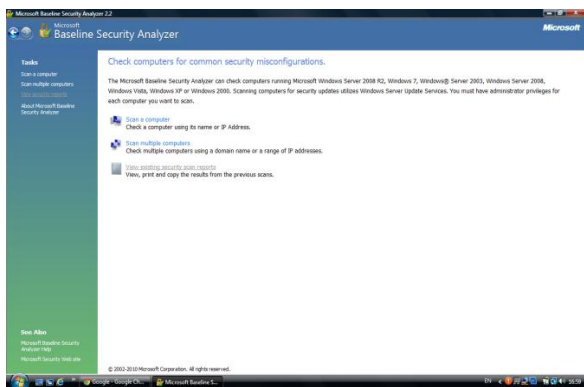 Microsoft Baseline Security Analyzer 2.2
Microsoft
Baseline Security Analyzer
Microsoft
Tasks
Scan a computer
Scan multiple computers
View security reports
About Microsoft Baseline
Security Analyzer
Check computers for common security misconfigurations.
The Microsoft Baseline Security Analyzer can check computers running Microsoft Windows Server 2008 R2, Windows 7, Windows® Server 2003, Windows Server 2008,
Windows Vista, Windows XP or Windows 2000. Scanning computers for security updates utilizes Windows Server Update Services. You must have administrator privileges for
each computer you want to scan.
Scan a computer
Check a computer using its name or IP Address.
Scan multiple computers
Check multiple computers using a domain name or a range of IP addresses.
View existing security scan reports
View, print and copy the results from the previous scans.
See Also
Microsoft Baseline Security
Analyzer Help
Microsoft Security Web site
© 2002-2010 Microsoft Corporation. All rights reserved.
Google - Google Ch...
Microsoft Baseline S...
EN
16:59